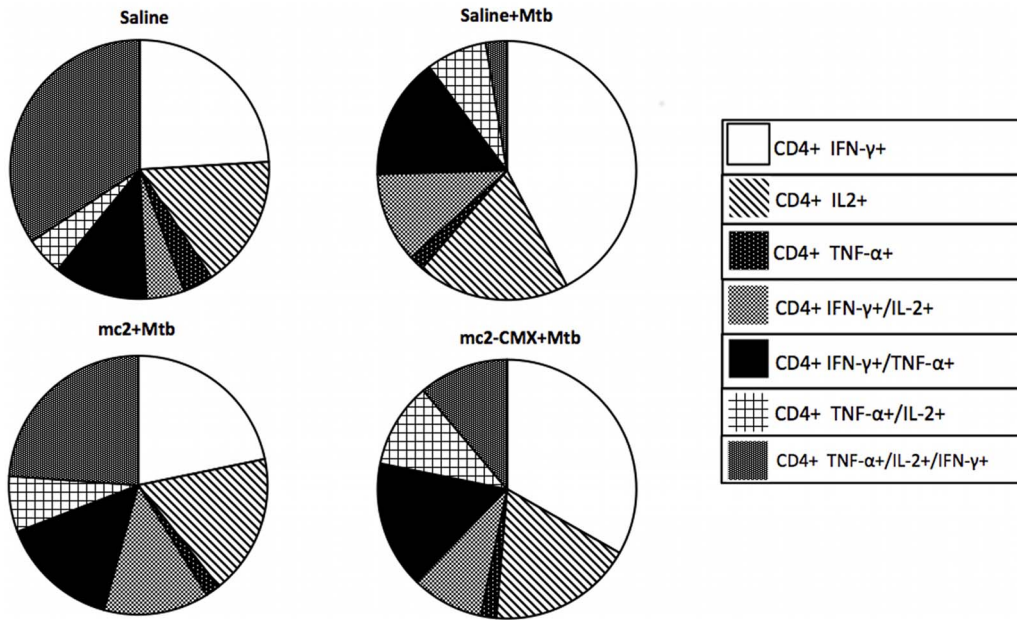 Saline
Saline+Mtb
mc2+Mtb
mc2-CMX+Mtb
CD4+ IFN-γ+
CD4+ IL2+
CD4+ TNF-α+
CD4+ IFN-γ+/IL-2+
CD4+ IFN-γ+/TNF-α+
CD4+ TNF-α+/IL-2+
CD4+ TNF-α+/IL-2+/IFN-γ+